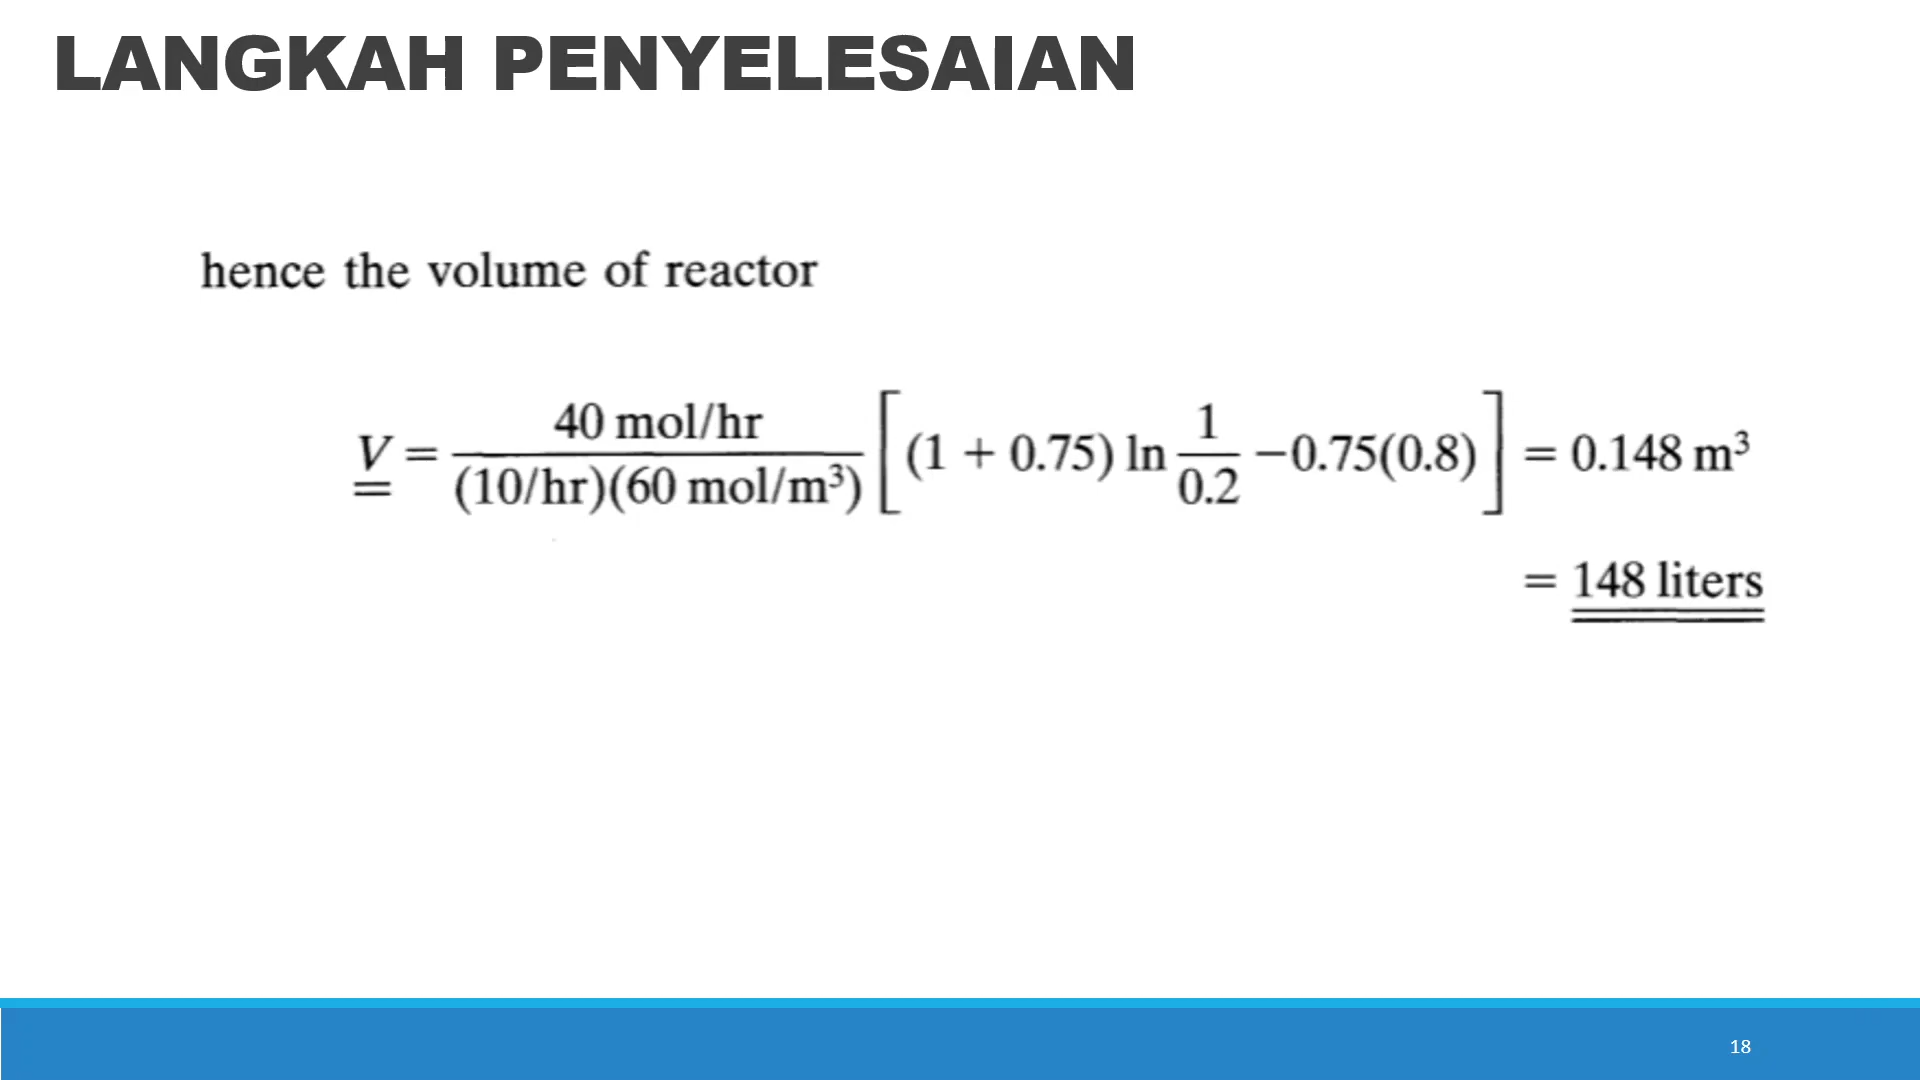 LANGKAH PENYELESAIAN
hence the volume of reactor
V = 40 mol/hr / (10/hr)(60 mol/m³) [(1 + 0.75) ln 1/0.2 −0.75(0.8)] = 0.148 m³
= 148 liters
18